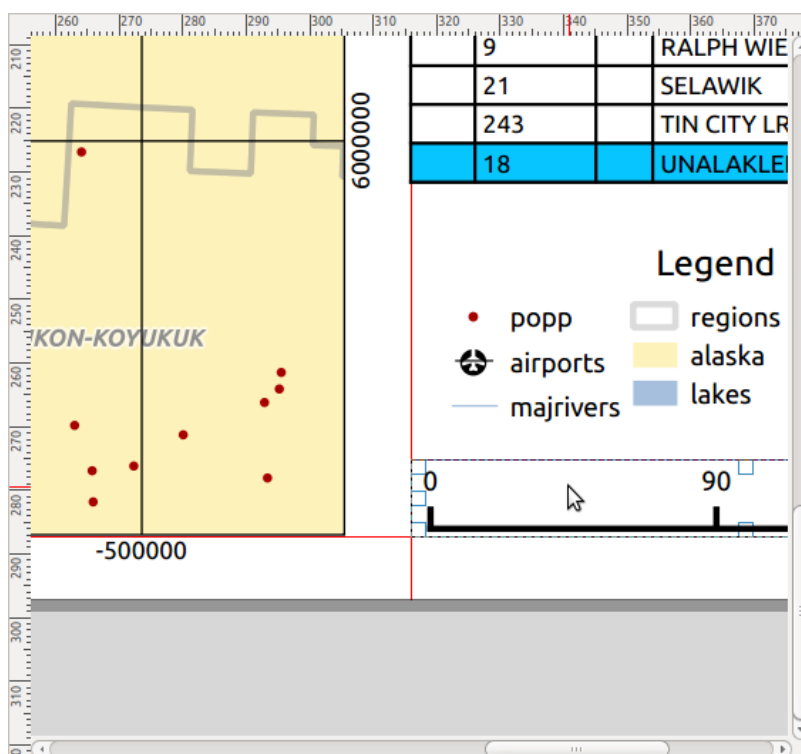 260 270 280 290 300 310 320 330 340 350 360 370
210
220
230
240
250
260
270
280
290
300
310
9 RALPH WIE
21 SELAWIK
243 TIN CITY LR
18 UNALAKLE
6000000
IKON-KOYUKUK
-500000
Legend
popp
airports
majrivers
regions
alaska
lakes
0 90